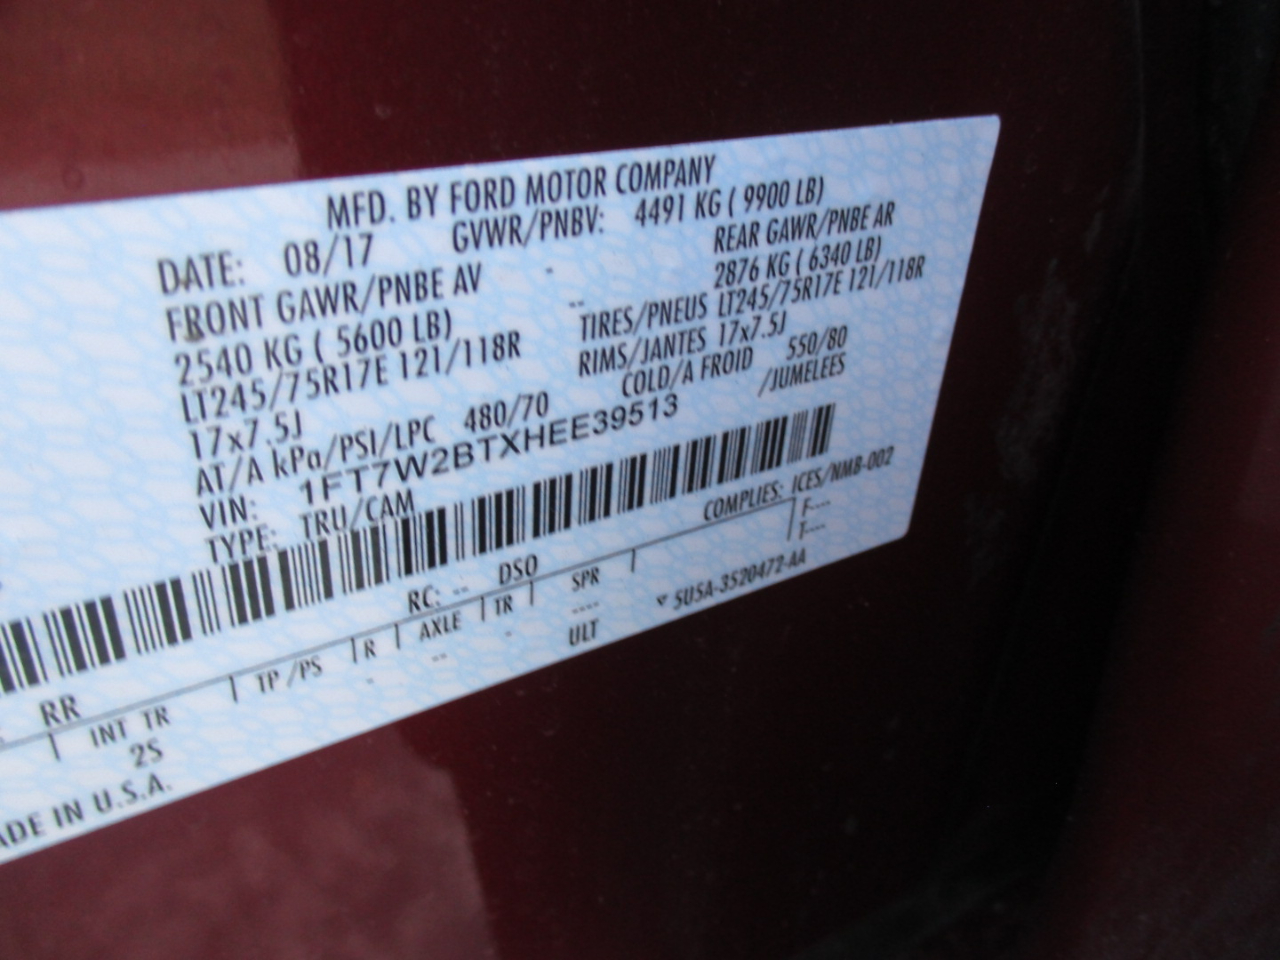 MFD. BY FORD MOTOR COMPANY
DATE: 08/17 GVWR/PNBV: 4491 KG ( 9900 LB)
FRONT GAWR/PNBE AV REAR GAWR/PNBE AR
2540 KG ( 5600 LB) 2876 KG ( 6340 LB)
LT245/75R17E 121/118R TIRES/PNEUS LT245/75R17E 121/118R
17x7.5J RIMS/JANTES 17x7.5J
AT/A kPa/PSI/LPC 480/70 COLD/A FROID 550/80
VIN: 1FT7W2BTXHEE39513 /JUMELEES
TYPE: TRU/CAM
COMPLIES: ICES/NMB-002
F----
T----
RR RC: -- DSO
INT TR TP/PS R AXLE TR SPR
2S - -- - ----
ULT
5U5A-3520472-AA
ADE IN U.S.A.